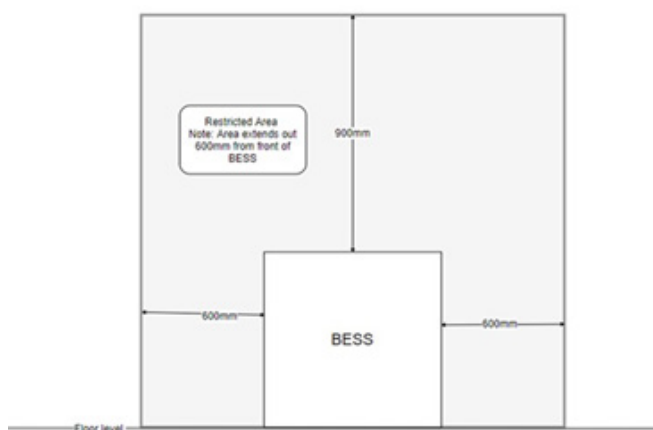 Restricted Area
Note: Area extends out
600mm from front of
BESS
900mm
600mm
600mm
BESS
Floor level